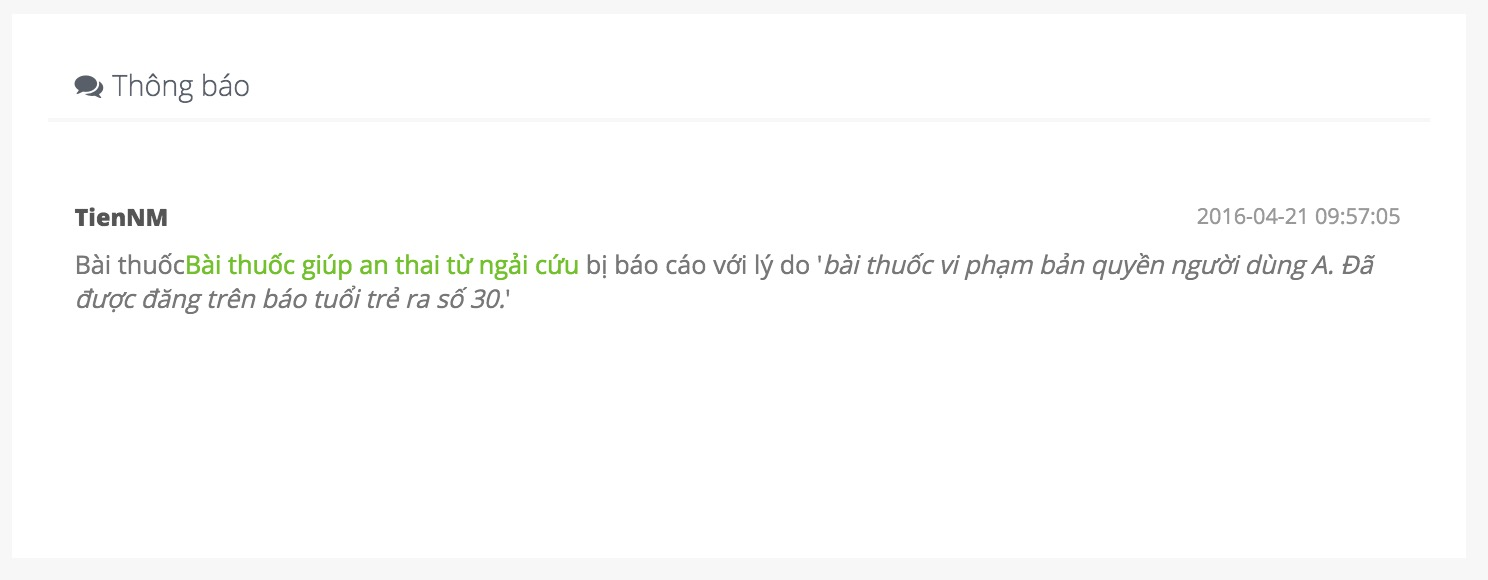 Thông báo
TienNM 2016-04-21 09:57:05
Bài thuốcBài thuốc giúp an thai từ ngải cứu bị báo cáo với lý do 'bài thuốc vi phạm bản quyền người dùng A. Đã
được đăng trên báo tuổi trẻ ra số 30.'